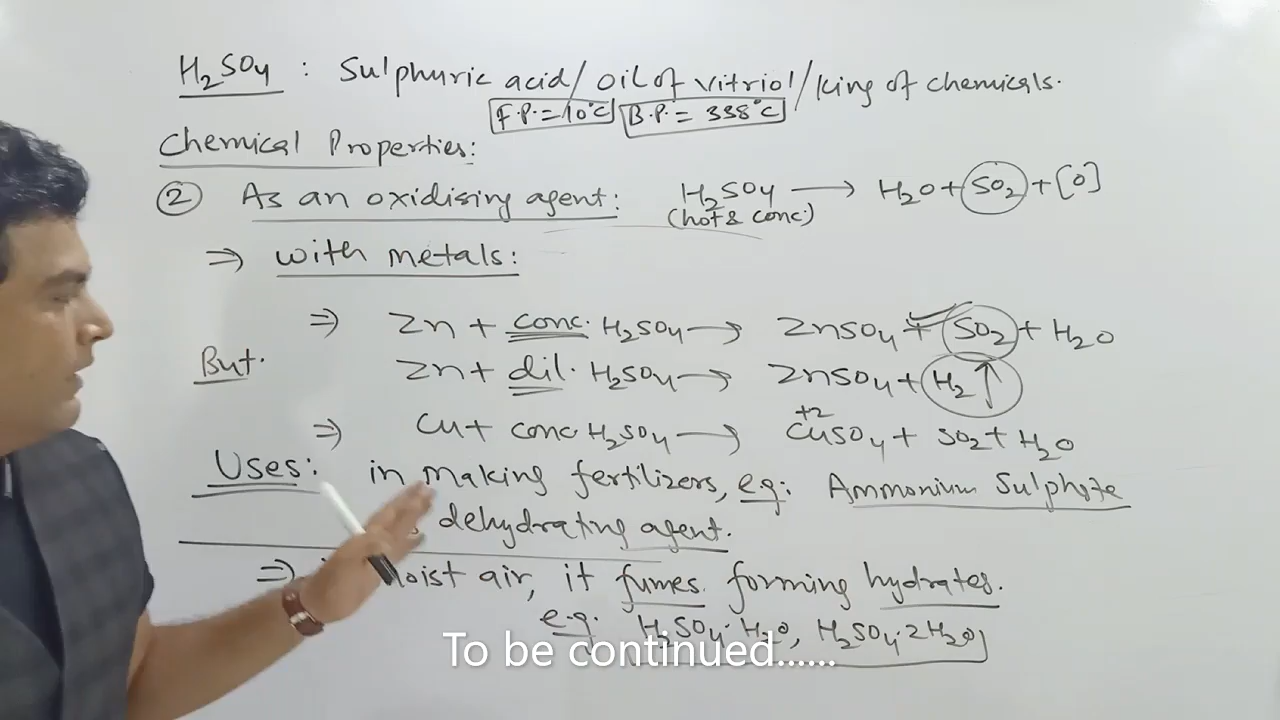 H₂SO₄ : Sulphuric acid/oil of vitriol/king of chemicals.
F.P.=10°C B.P.= 338°C
Chemical Properties:
② As an oxidising agent: H₂SO₄ → H₂O+SO₂+[O]
(hot & conc.)
⇒ with metals:
⇒ Zn + conc. H₂SO₄ → ZnSO₄ + SO₂ + H₂O
But. Zn + dil. H₂SO₄ → ZnSO₄ + H₂↑
+2
⇒ Cu + conc H₂SO₄ → CuSO₄ + SO₂ + H₂O
Uses: in making fertilizers, eg: Ammonium Sulphate
dehydrating agent.
⇒ moist air, it fumes forming hydrates.
e.g. H₂SO₄·H₂O, H₂SO₄·2H₂O
To be continued......